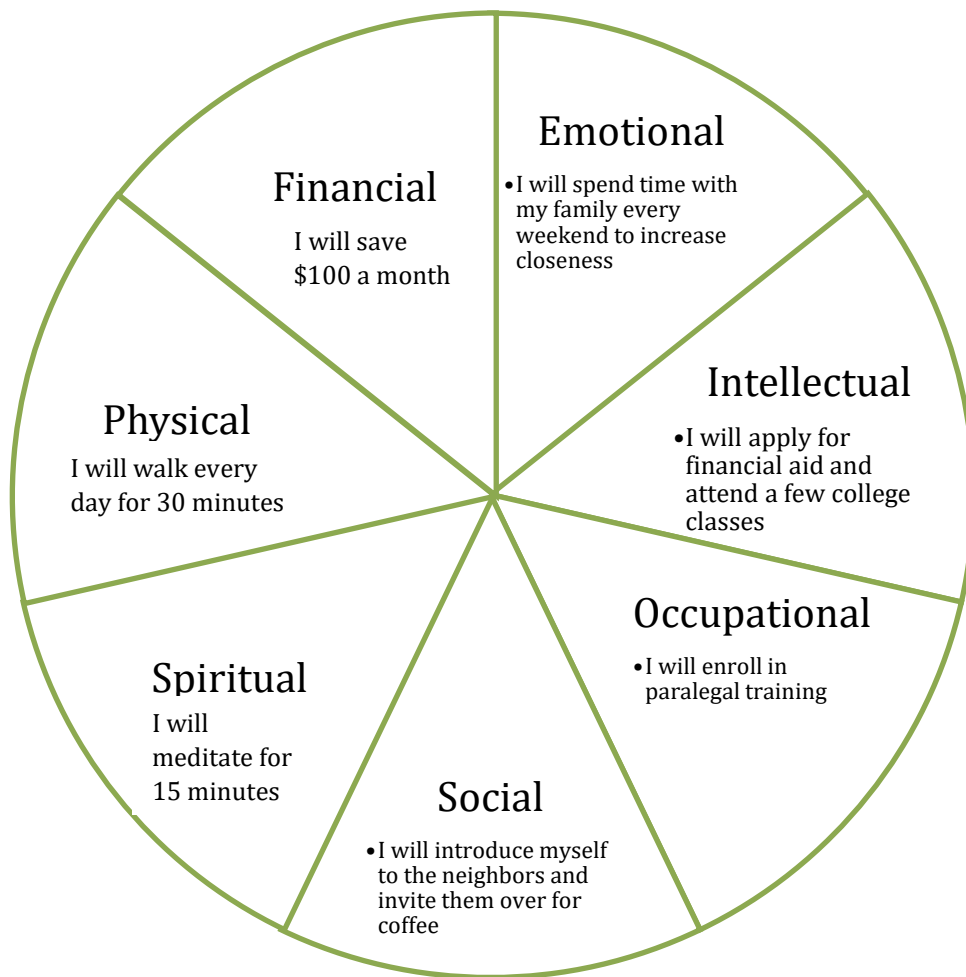 Emotional
•I will spend time with
my family every
weekend to increase
closeness
Intellectual
•I will apply for
financial aid and
attend a few college
classes
Occupational
•I will enroll in
paralegal training
Social
•I will introduce myself
to the neighbors and
invite them over for
coffee
Spiritual
I will
meditate for
15 minutes
Physical
I will walk every
day for 30 minutes
Financial
I will save
$100 a month